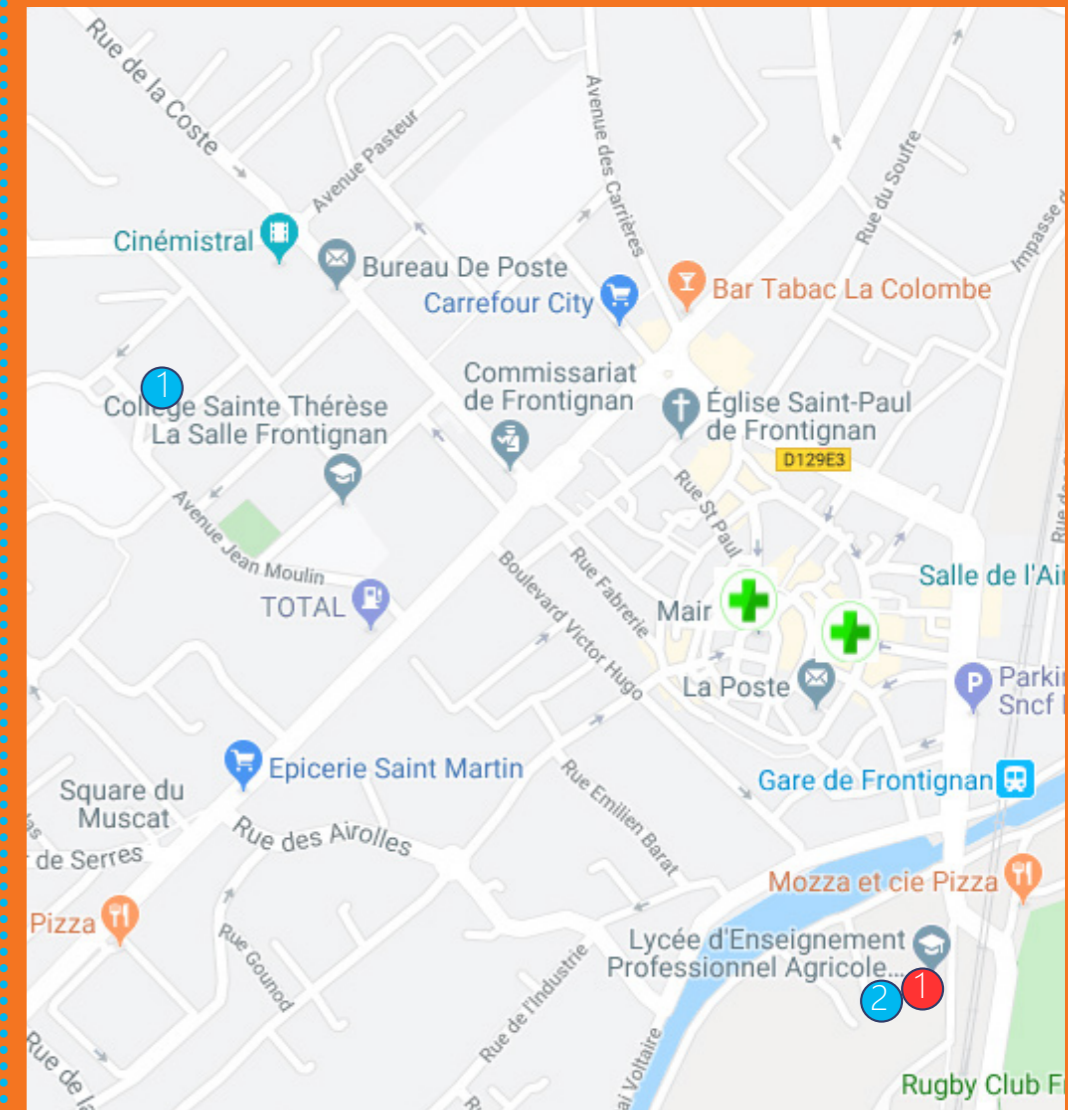 Rue de la Coste
Avenue Pasteur
Avenue des Carrières
Rue du Soufre
Impasse
Cinémistral
Bureau De Poste
Carrefour City
Bar Tabac La Colombe
1
Collège Sainte Thérèse
La Salle Frontignan
Commissariat
de Frontignan
Église Saint-Paul
de Frontignan
D129E3
Rue St Paul
Rue
Avenue Jean Moulin
TOTAL
Boulevard Victor Hugo
Rue Fabrerie
Mair
Salle de l'Ai
La Poste
P
Parki
Sncf
Epicerie Saint Martin
Gare de Frontignan
Square du
Muscat
de Serres
Rue des Airolles
Rue Emilien Barat
Mozza et cie Pizza
Pizza
Rue Gounod
Lycée d'Enseignement
Professionnel Agricole...
2
1
Rue de l'Industrie
Rue de la
ai Voltaire
Rugby Club F